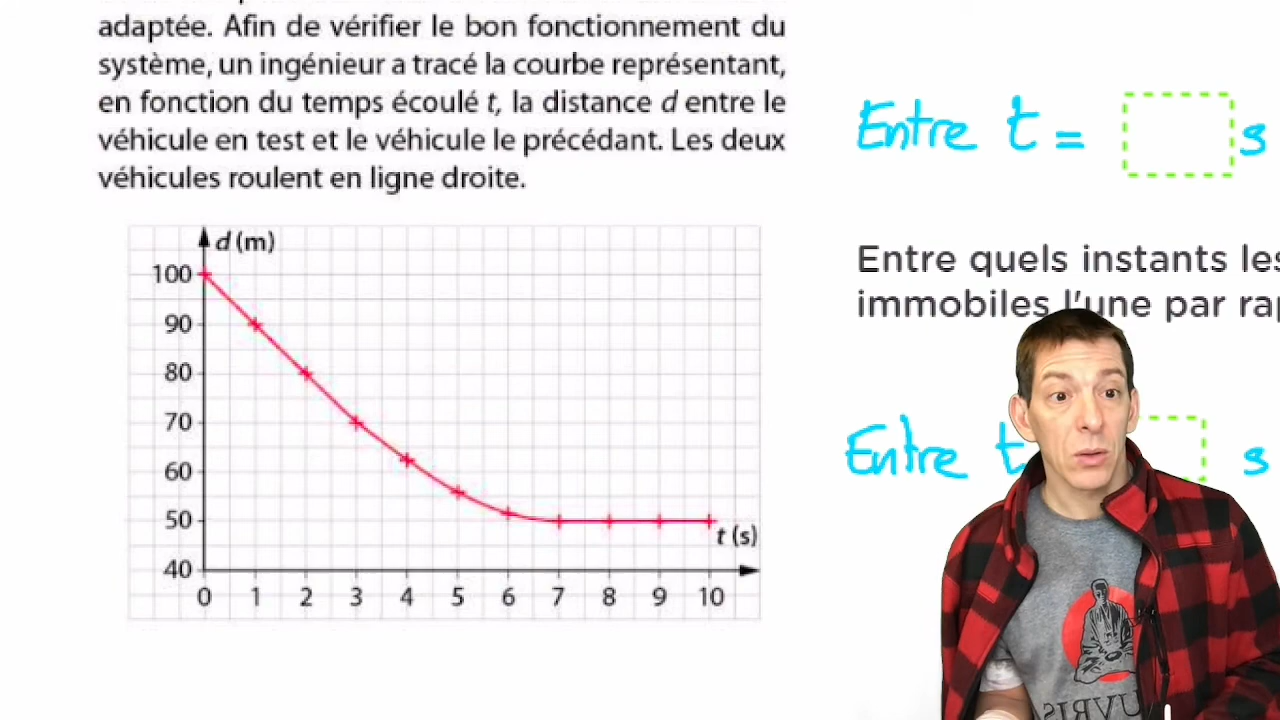 adaptée. Afin de vérifier le bon fonctionnement du
système, un ingénieur a tracé la courbe représentant,
en fonction du temps écoulé t, la distance d entre le
véhicule en test et le véhicule le précédant. Les deux
véhicules roulent en ligne droite.
d (m)
100
90
80
70
60
50
40
t (s)
0 1 2 3 4 5 6 7 8 9 10
Entre t = s
Entre quels instants les
immobiles l'une par
Entre t s